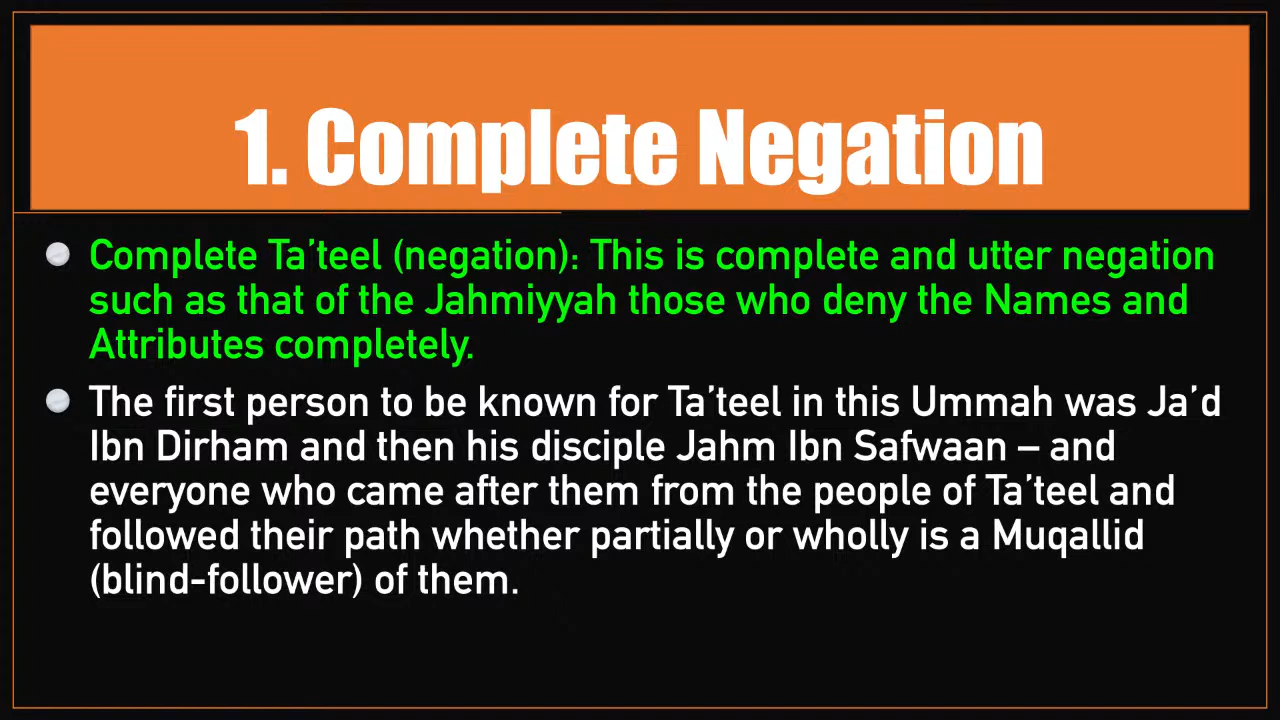 1. Complete Negation
Complete Ta’teel (negation): This is complete and utter negation
such as that of the Jahmiyyah those who deny the Names and
Attributes completely.
The first person to be known for Ta’teel in this Ummah was Ja’d
Ibn Dirham and then his disciple Jahm Ibn Safwaan – and
everyone who came after them from the people of Ta’teel and
followed their path whether partially or wholly is a Muqallid
(blind-follower) of them.